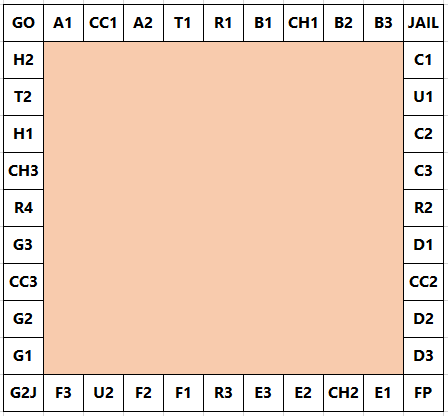 GO A1 CC1 A2 T1 R1 B1 CH1 B2 B3 JAIL
H2 C1
T2 U1
H1 C2
CH3 C3
R4 R2
G3 D1
CC3 CC2
G2 D2
G1 D3
G2J F3 U2 F2 F1 R3 E3 E2 CH2 E1 FP